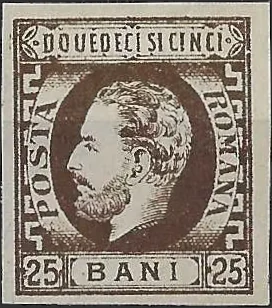 DOUEDECI SI CINCI
POSTA
ROMANA
25 BANI 25